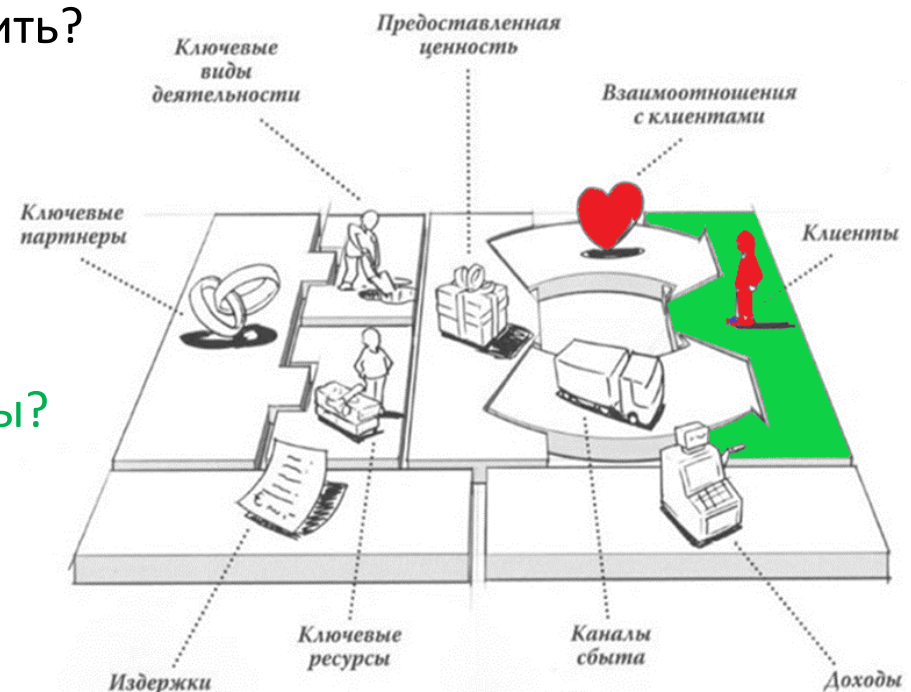 ить?
Предоставленная
ценность
Ключевые
виды
деятельности
Взаимоотношения
с клиентами
Ключевые
партнеры
Клиенты
ы?
Ключевые
ресурсы
Каналы
сбыта
Издержки
Доходы